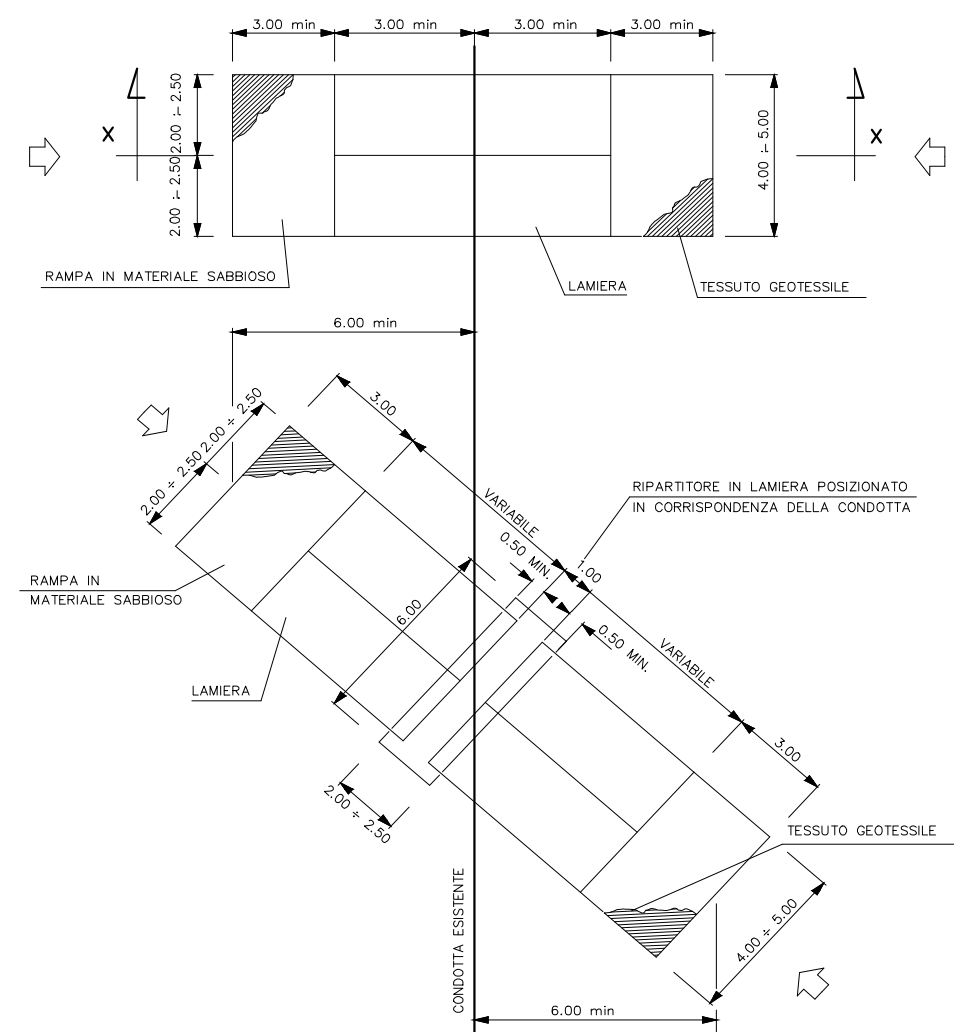 3.00 min
3.00 min
3.00 min
3.00 min
2.00 ÷ 2.50
2.00 ÷ 2.50
4.00 ÷ 5.00
X
X
RAMPA IN MATERIALE SABBIOSO
LAMIERA
TESSUTO GEOTESSILE
6.00 min
3.00
2.00 ÷ 2.50
2.00 ÷ 2.50
VARIABILE
RIPARTITORE IN LAMIERA POSIZIONATO
IN CORRISPONDENZA DELLA CONDOTTA
0.50 MIN.
1.00
RAMPA IN
MATERIALE SABBIOSO
6.00
0.50 MIN.
VARIABILE
LAMIERA
3.00
2.00 ÷ 2.50
TESSUTO GEOTESSILE
CONDOTTA ESISTENTE
4.00 ÷ 5.00
6.00 min